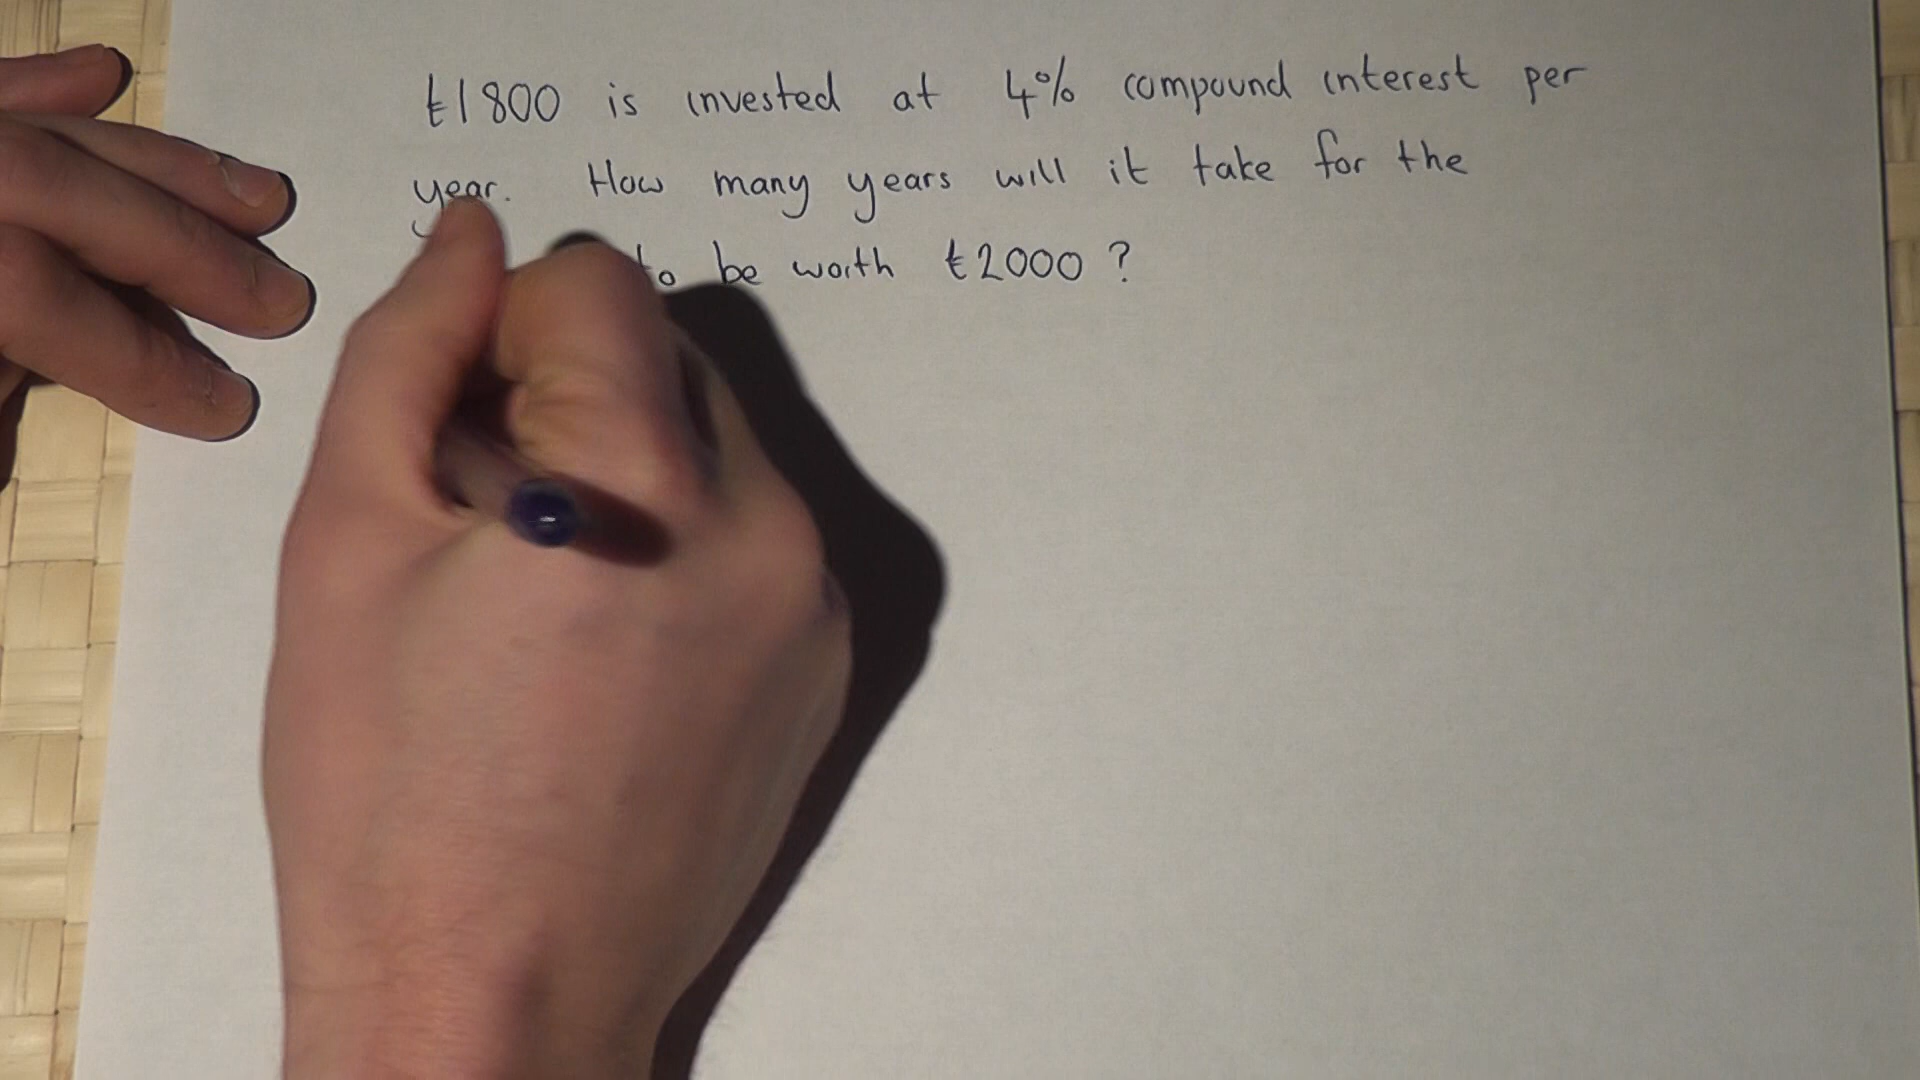 £1800 is invested at 4% compound interest per
year. How many years will it take for the
to be worth £2000 ?